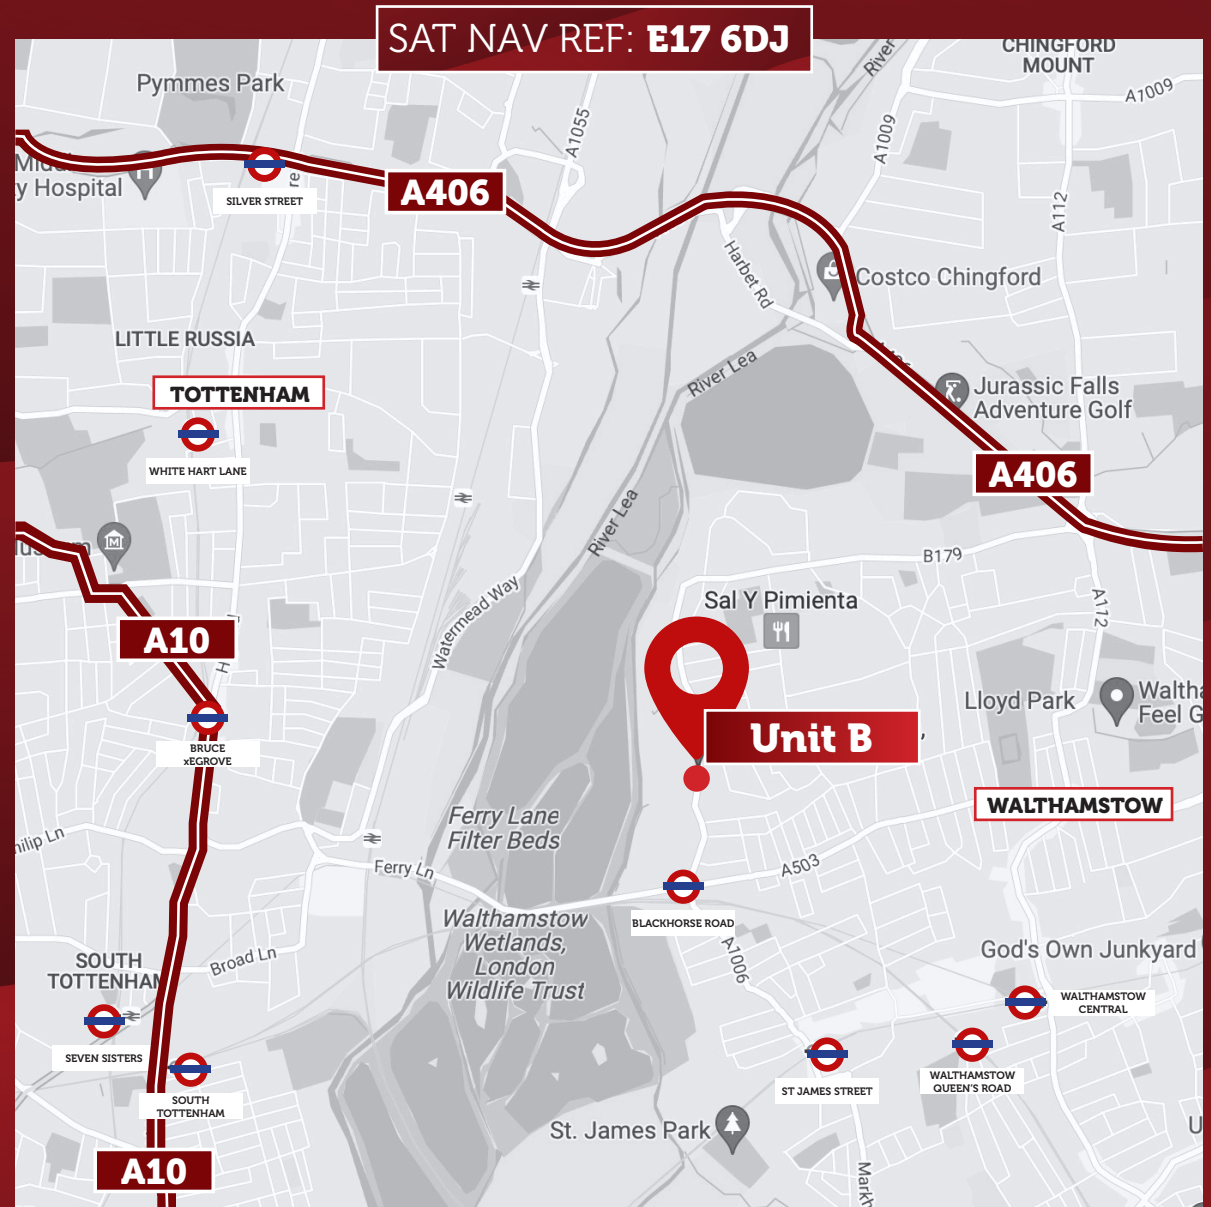 SAT NAV REF: E17 6DJ
CHINGFORD
MOUNT
River
Pymmes Park
A1009
A1055
A1009
y Hospital
SILVER STREET
A406
A112
Harbet Rd
Costco Chingford
LITTLE RUSSIA
River Lea
TOTTENHAM
Jurassic Falls
Adventure Golf
WHITE HART LANE
A406
River Lea
B179
Watermead Way
Sal Y Pimienta
A112
A10
Lloyd Park
Waltha
Feel G
Unit B
BRUCE
xEGROVE
WALTHAMSTOW
Ferry Lane
Filter Beds
hilip Ln
Ferry Ln
A503
BLACKHORSE ROAD
Walthamstow
Wetlands,
London
Wildlife Trust
A1006
God's Own Junkyard
Broad Ln
SOUTH
TOTTENHAM
WALTHAMSTOW
CENTRAL
SEVEN SISTERS
WALTHAMSTOW
QUEEN'S ROAD
ST JAMES STREET
SOUTH
TOTTENHAM
St. James Park
A10
Markh